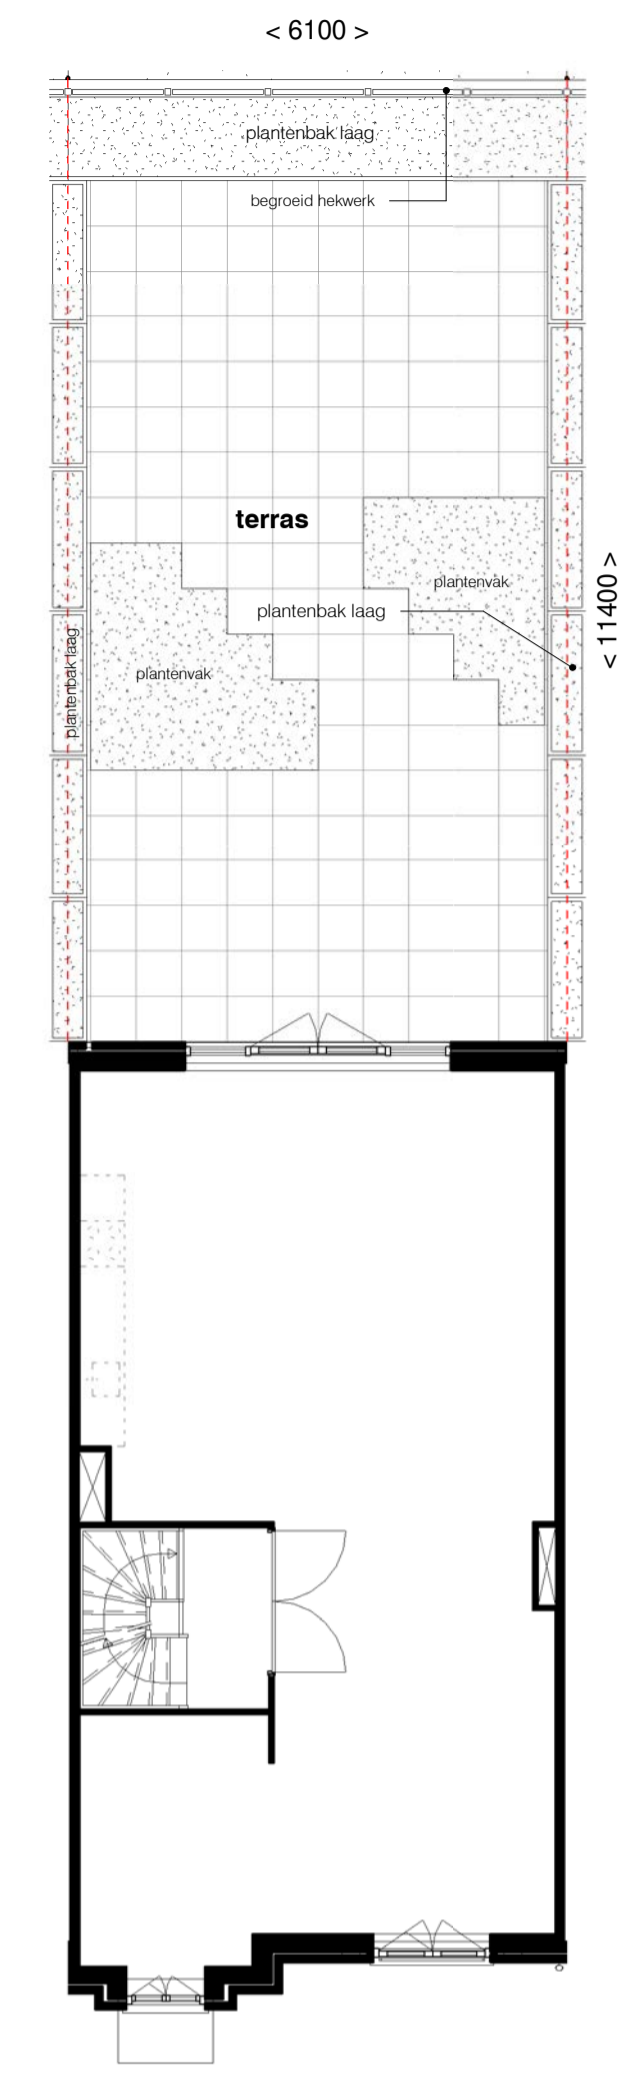 < 6100 >
plantenbak laag
begroeid hekwerk
terras
plantenvak
plantenbak laag
< 11400 >
plantenbak laag
plantenvak